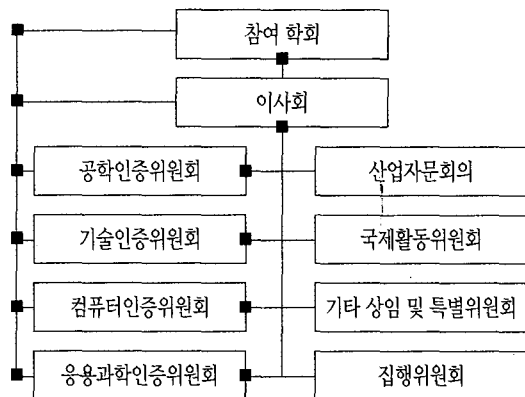 참여 학회
이사회
공학인증위원회
산업자문회의
기술인증위원회
국제활동위원회
컴퓨터인증위원회
기타 상임 및 특별위원회
응용과학인증위원회
집행위원회